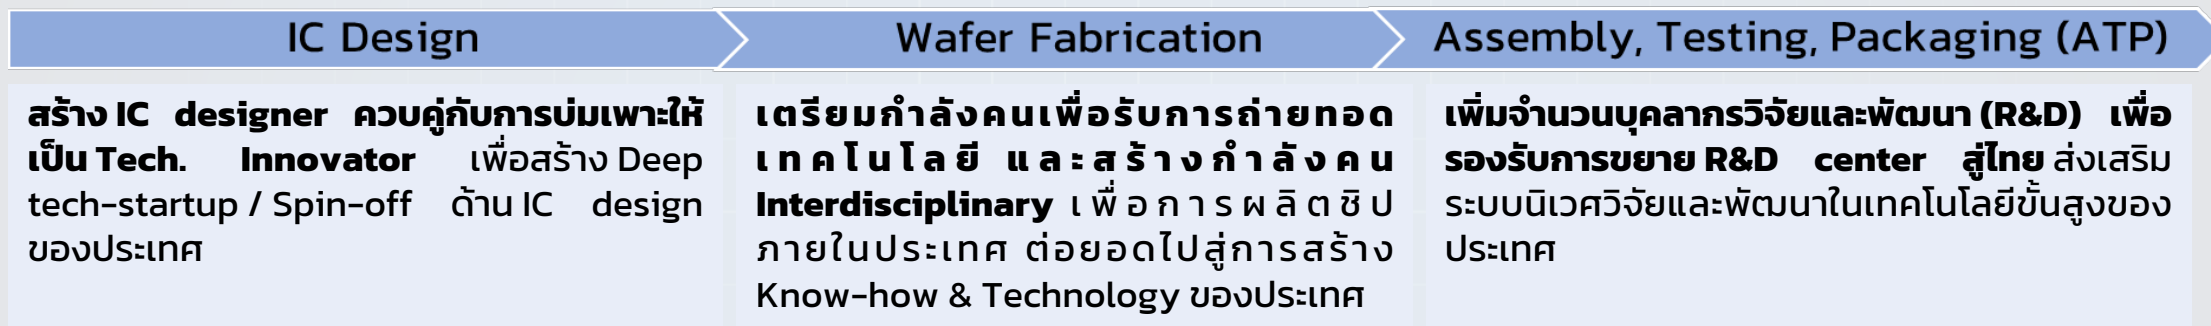 IC Design
Wafer Fabrication
Assembly, Testing, Packaging (ATP)
สร้าง IC designer ควบคู่กับการบ่มเพาะให้
เป็น Tech. Innovator เพื่อสร้าง Deep
tech-startup / Spin-off ด้าน IC design
ของประเทศ
เตรียมกำลังคนเพื่อรับการถ่ายทอด
เทคโนโลยี และสร้างกำลังคน
Interdisciplinary เพื่อการผลิตชิป
ภายในประเทศ ต่อยอดไปสู่การสร้าง
Know-how & Technology ของประเทศ
เพิ่มจำนวนบุคลากรวิจัยและพัฒนา (R&D) เพื่อ
รองรับการขยาย R&D center สู่ไทย ส่งเสริม
ระบบนิเวศวิจัยและพัฒนาในเทคโนโลยีขั้นสูงของ
ประเทศ